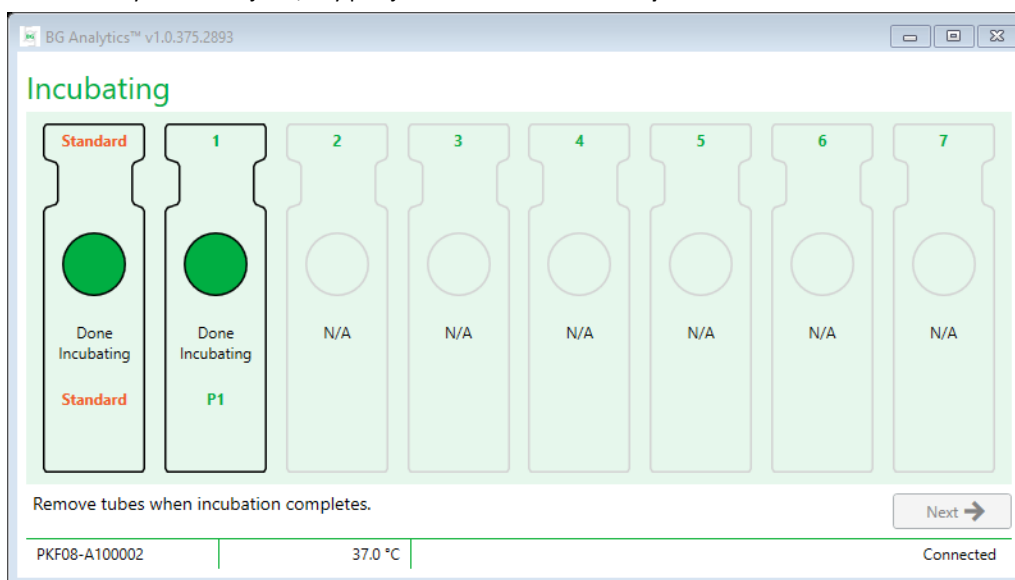 BG Analytics™ v1.0.375.2893
Incubating
Standard 1 2 3 4 5 6 7
Done Incubating Done Incubating N/A N/A N/A N/A N/A N/A
Standard P1
Remove tubes when incubation completes.
Next
PKF08-A100002 37.0 °C Connected